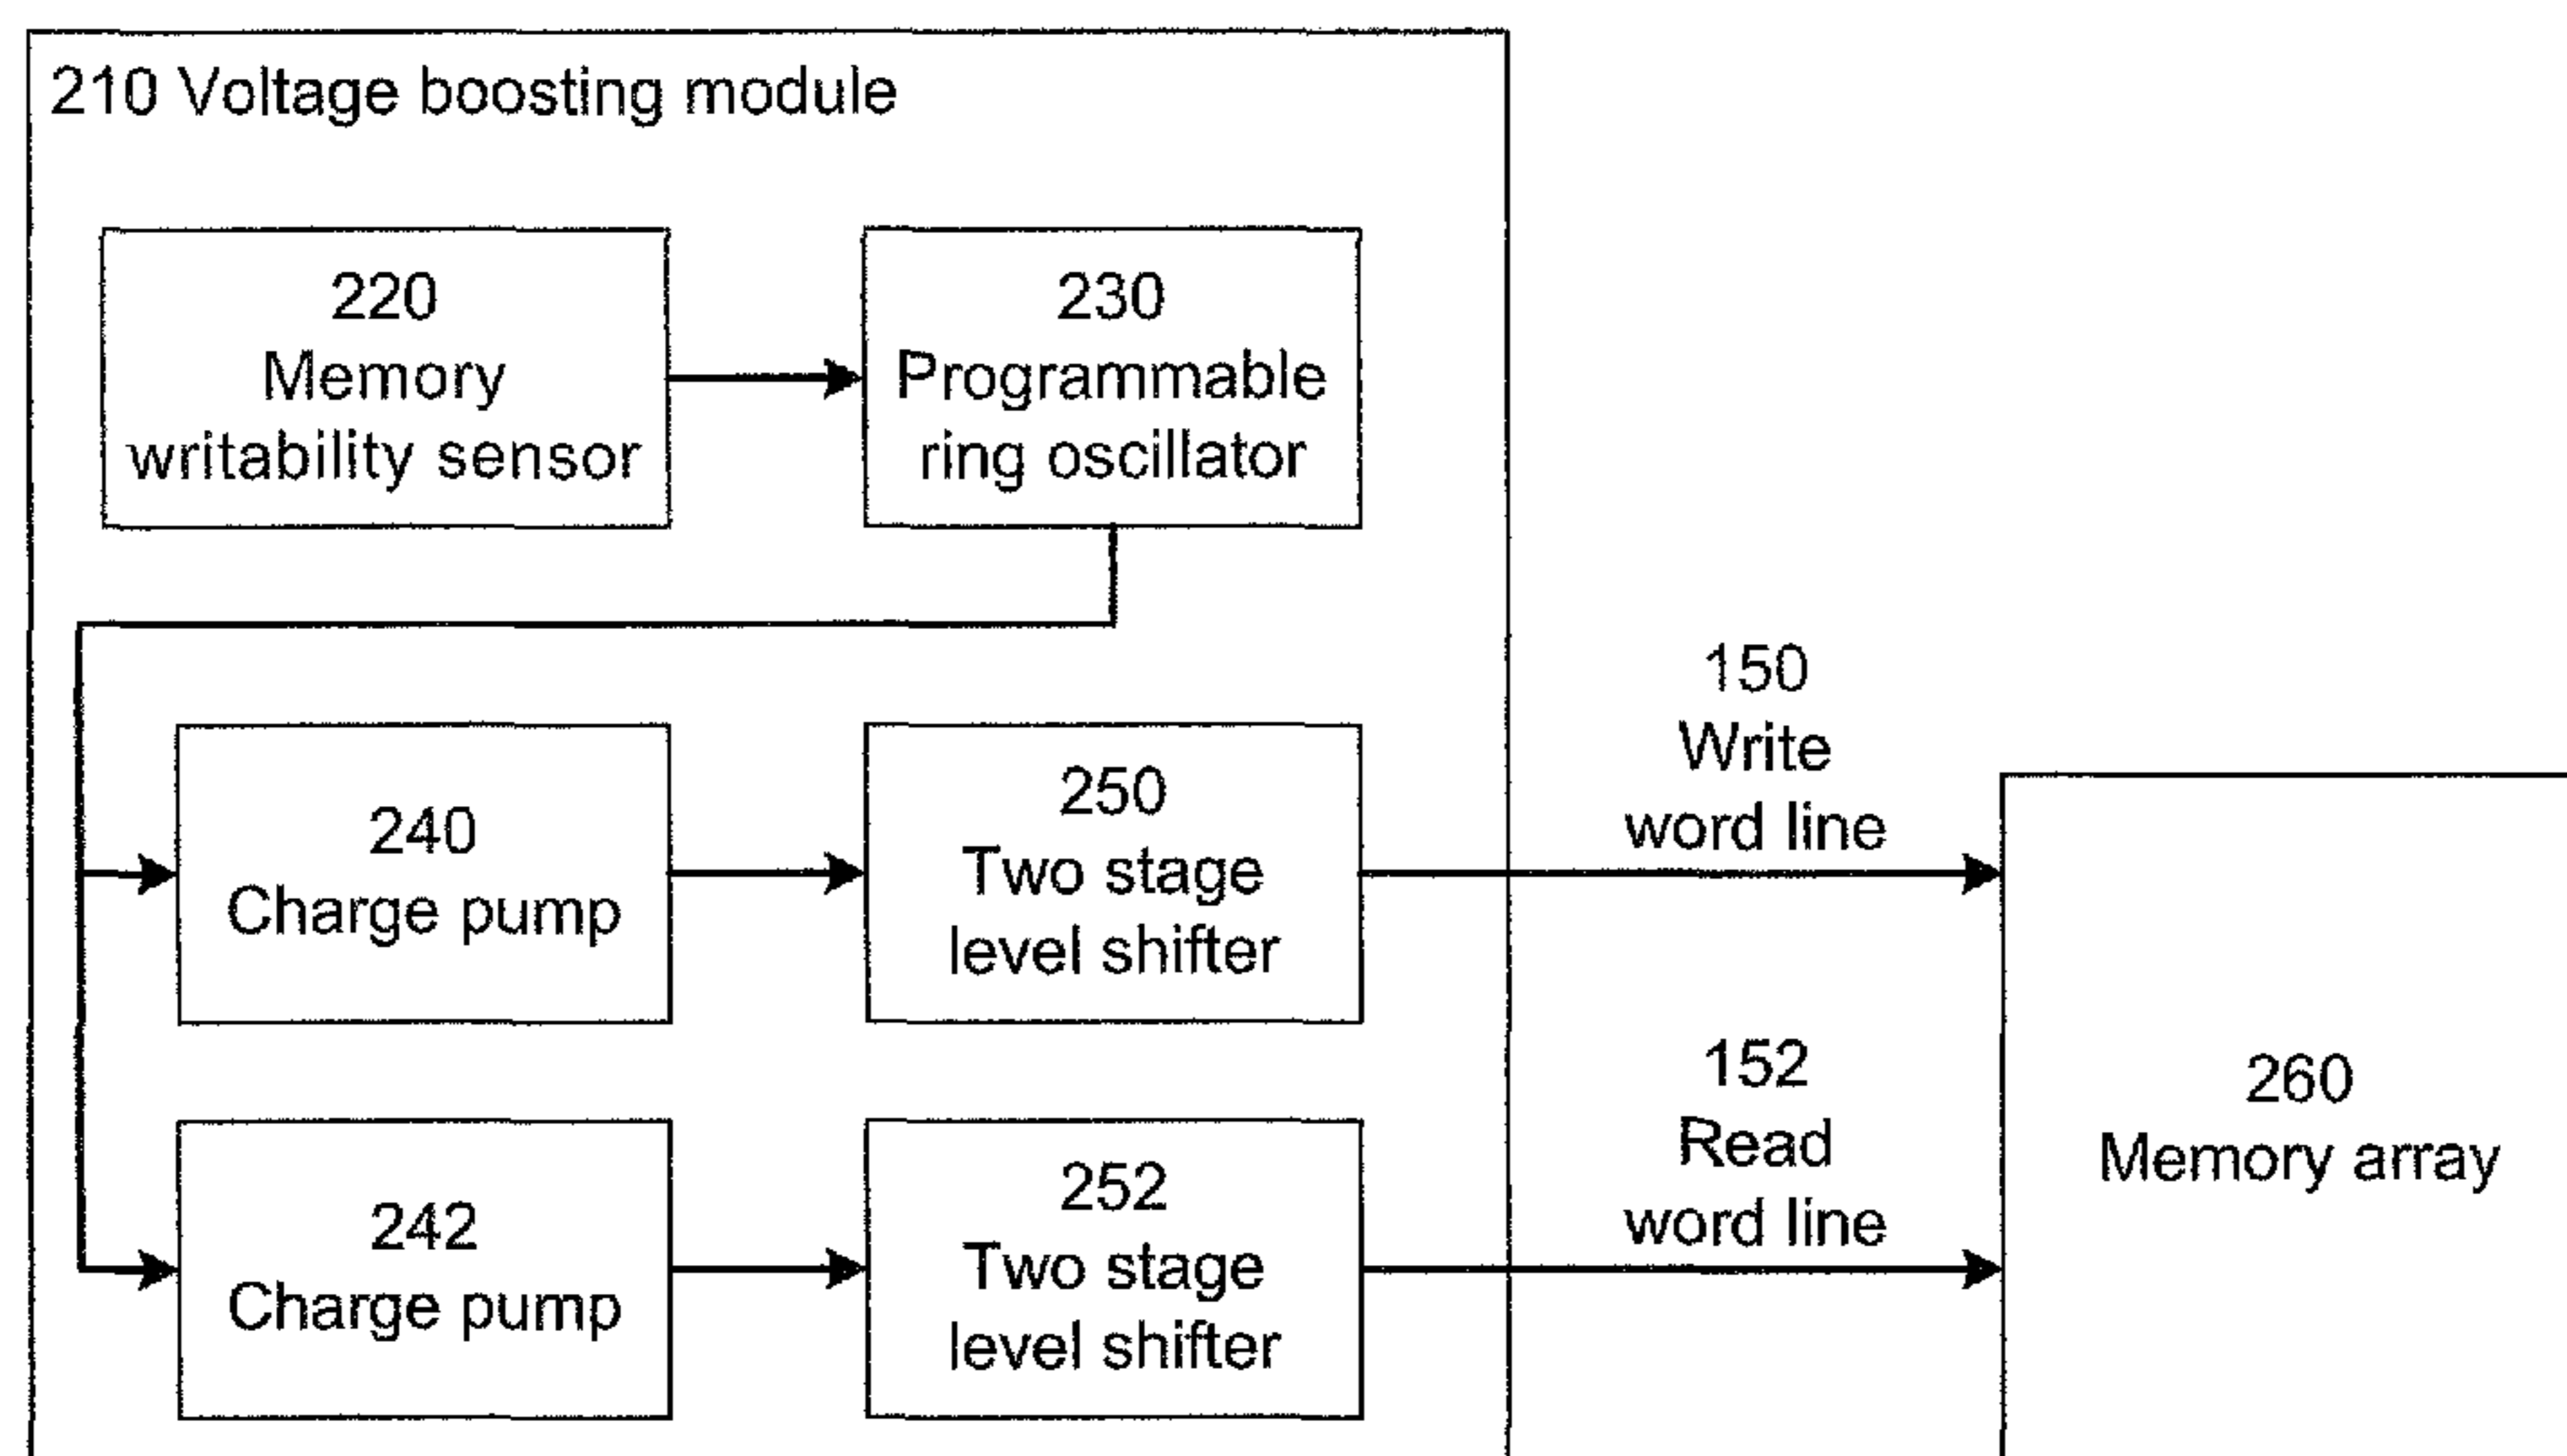 210 Voltage boosting module
220
Memory
writability sensor
230
Programmable
ring oscillator
240
Charge pump
250
Two stage
level shifter
150
Write
word line
242
Charge pump
252
Two stage
level shifter
152
Read
word line
260
Memory array